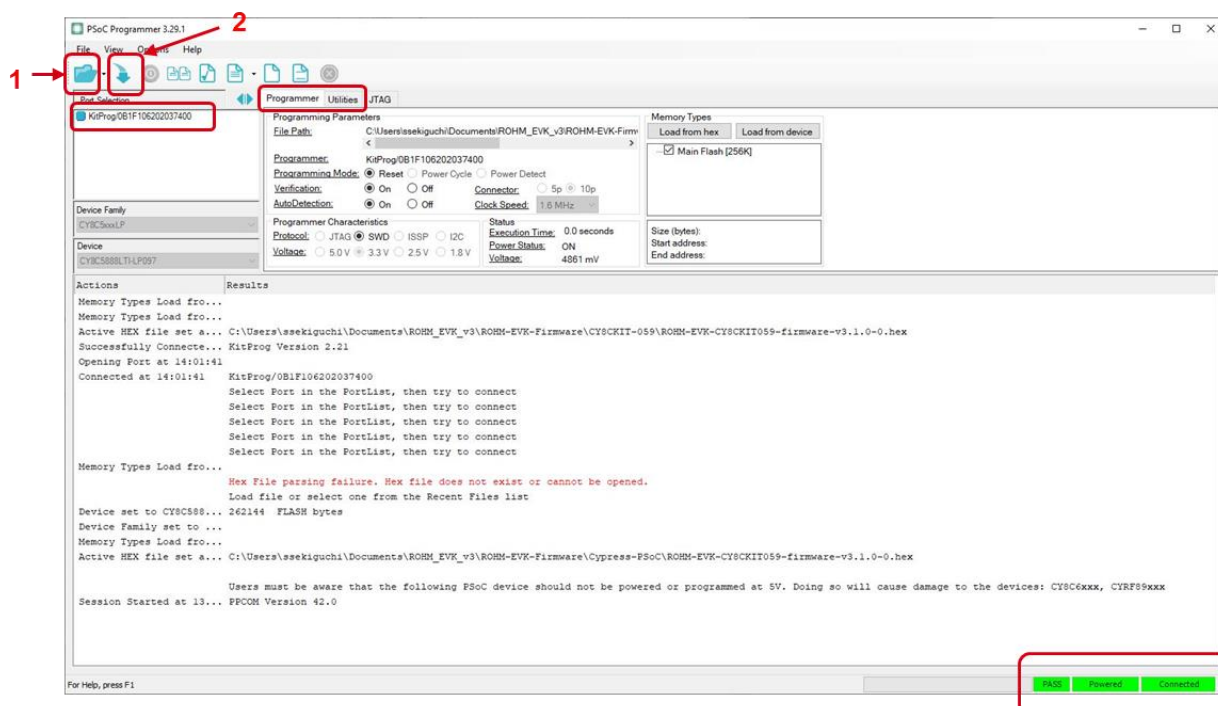 2
PSoC Programmer 3.29.1
File View Options Help
1
Port Selection
Programmer Utilities JTAG
KitProg/0B1F106202037400
Programming Parameters
File Path: C:\Users\ssekiguchi\Documents\ROHM_EVK_v3\ROHM-EVK-Firmw
Programmer: KitProg/0B1F106202037400
Programming Mode: Reset Power Cycle Power Detect
Verification: On Off Connector: 5p 10p
AutoDetection: On Off Clock Speed: 1.6 MHz
Memory Types
Load from hex Load from device
Main Flash [256K]
Device Family
CY8C5xxxLP
Device
CY8C5888LTI-LP097
Programmer Characteristics
Protocol: JTAG SWD ISSP I2C
Voltage: 5.0 V 3.3 V 2.5 V 1.8 V
Status
Execution Time: 0.0 seconds
Power Status: ON
Voltage: 4861 mV
Size (bytes):
Start address:
End address:
Actions Results
Memory Types Load fro...
Memory Types Load fro...
Active HEX file set a... C:\Users\ssekiguchi\Documents\ROHM_EVK_v3\ROHM-EVK-Firmware\CY8CKIT-059\ROHM-EVK-CY8CKIT059-firmware-v3.1.0-0.hex
Successfully Connecte... KitProg Version 2.21
Opening Port at 14:01:41
Connected at 14:01:41 KitProg/0B1F106202037400
Select Port in the PortList, then try to connect
Select Port in the PortList, then try to connect
Select Port in the PortList, then try to connect
Select Port in the PortList, then try to connect
Select Port in the PortList, then try to connect
Memory Types Load fro...
Hex File parsing failure. Hex file does not exist or cannot be opened.
Load file or select one from the Recent Files list
Device set to CY8C588... 262144 FLASH bytes
Device Family set to ...
Memory Types Load fro...
Active HEX file set a... C:\Users\ssekiguchi\Documents\ROHM_EVK_v3\ROHM-EVK-Firmware\Cypress-PSoC\ROHM-EVK-CY8CKIT059-firmware-v3.1.0-0.hex
Users must be aware that the following PSoC device should not be powered or programmed at 5V. Doing so will cause damage to the devices: CY8C6xxx, CYRF89xxx
Session Started at 13... PPCOM Version 42.0
For Help, press F1
PASS Powered Connected